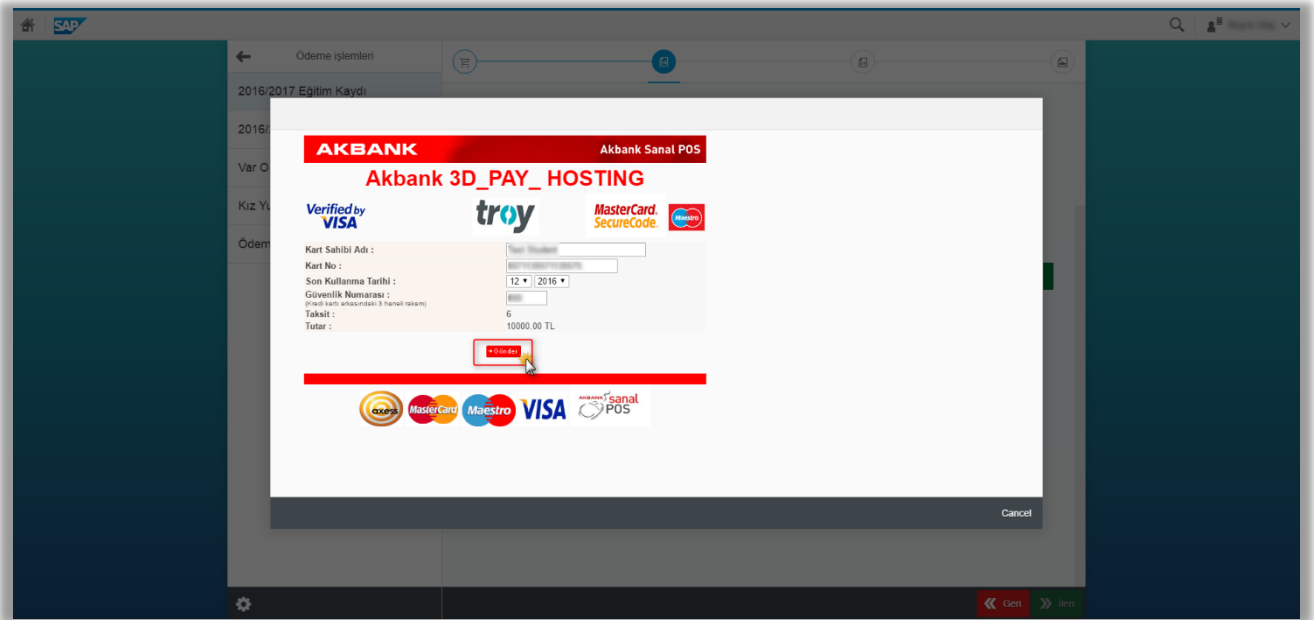 SAP
Ödeme işlemleri
2016/2017 Eğitim Kaydı
2016/
Var O
Kız Yu
Ödem
AKBANK
Akbank Sanal POS
Akbank 3D_PAY_ HOSTING
Verified by
VISA
troy
MasterCard.
SecureCode.
Maestro
Kart Sahibi Adı :
Kart No :
Son Kullanma Tarihi : 12 2016
Güvenlik Numarası :
(Kredi kartı arkasındaki 3 haneli rakam)
Taksit : 6
Tutar : 10000.00 TL
Gönder
axess MasterCard Maestro VISA AKBANK sanal
POS
Cancel
Geri İleri